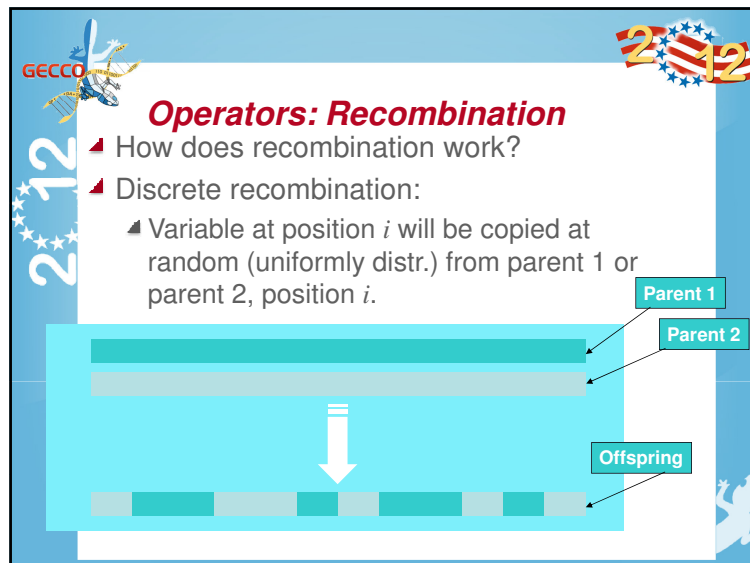 GECCO
2012
2012
Operators: Recombination
How does recombination work?
Discrete recombination:
Variable at position i will be copied at
random (uniformly distr.) from parent 1 or
parent 2, position i.
Parent 1
Parent 2
Offspring